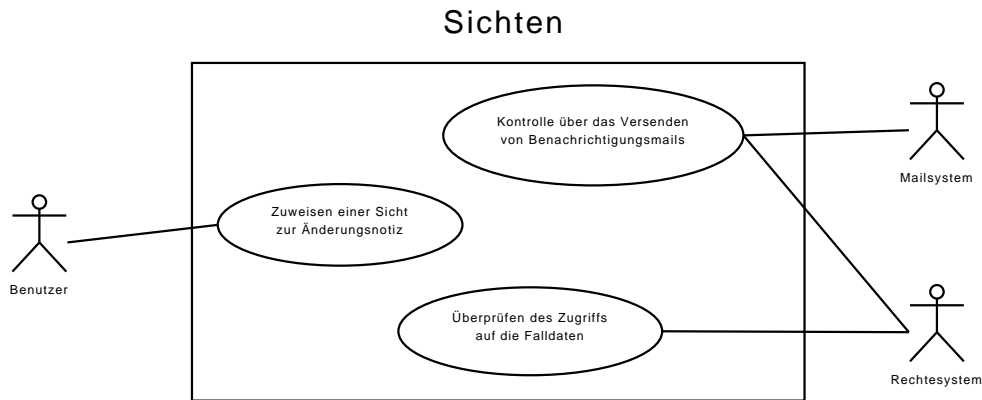 Sichten
Kontrolle über das Versenden
von Benachrichtigungsmails
Mailsystem
Zuweisen einer Sicht
zur Änderungsnotiz
Benutzer
Überprüfen des Zugriffs
auf die Falldaten
Rechtesystem